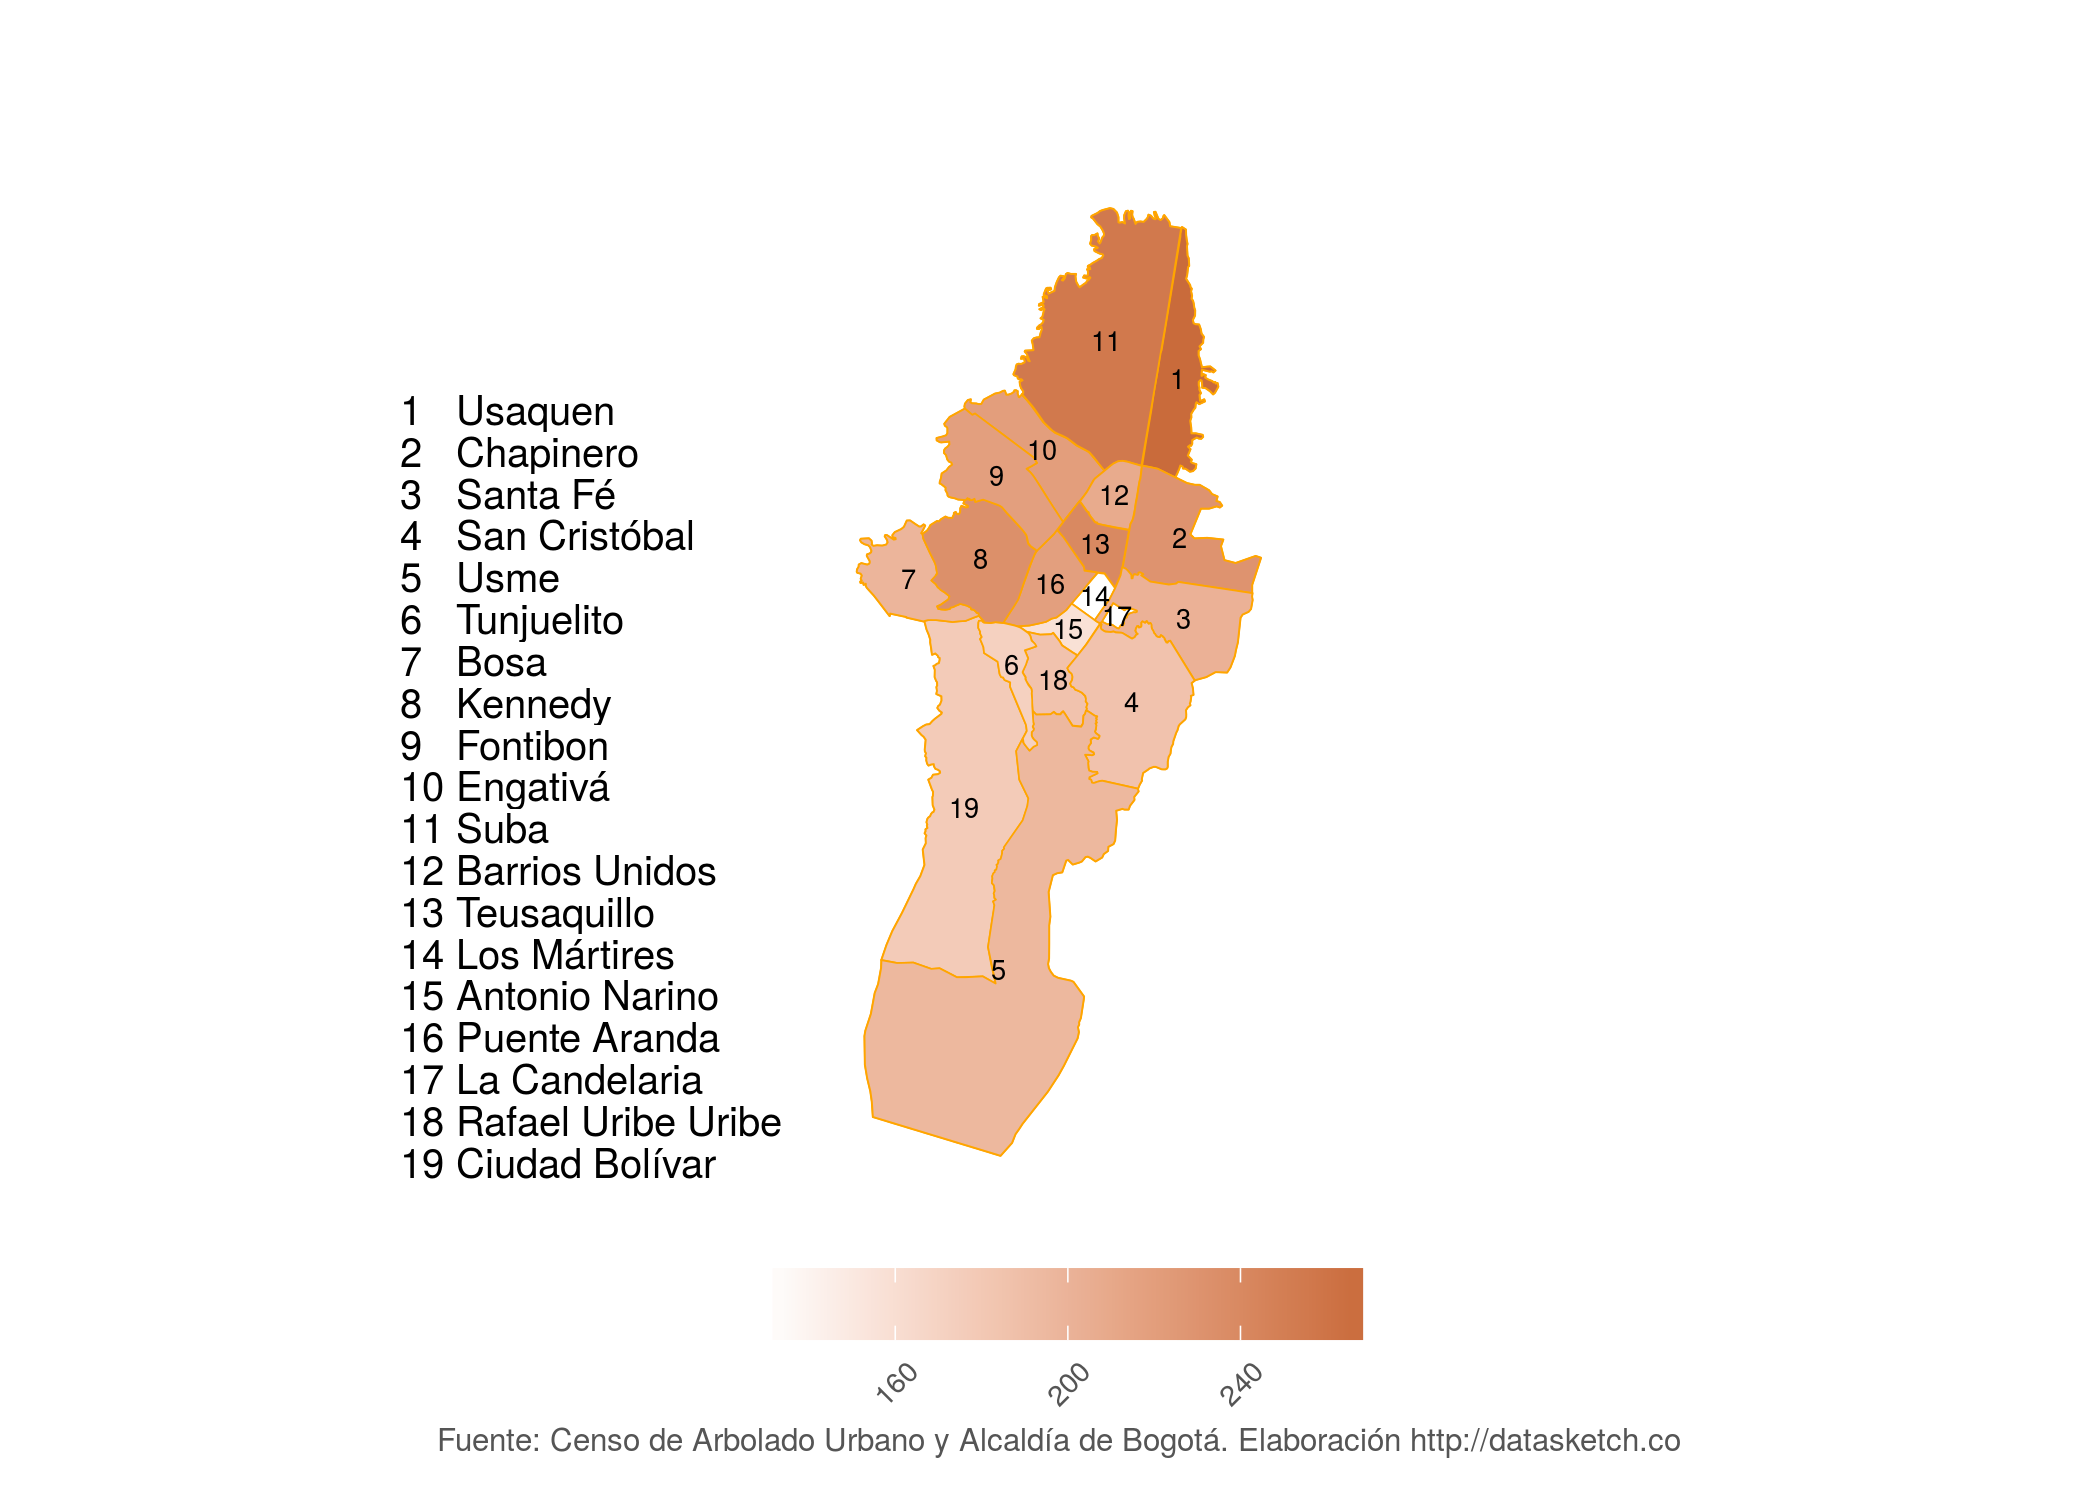 11
1
1 Usaquen
2 Chapinero
10
9
3 Santa Fé
12
4 San Cristóbal
2
13
8
5 Usme
7
16
14
6 Tunjuelito
17
3
15
7 Bosa
6
18
8 Kennedy
4
9 Fontibon
10 Engativá
19
11 Suba
12 Barrios Unidos
13 Teusaquillo
14 Los Mártires
5
15 Antonio Narino
16 Puente Aranda
17 La Candelaria
18 Rafael Uribe Uribe
19 Ciudad Bolívar
160
200
240
Fuente: Censo de Arbolado Urbano y Alcaldía de Bogotá. Elaboración http://datasketch.co